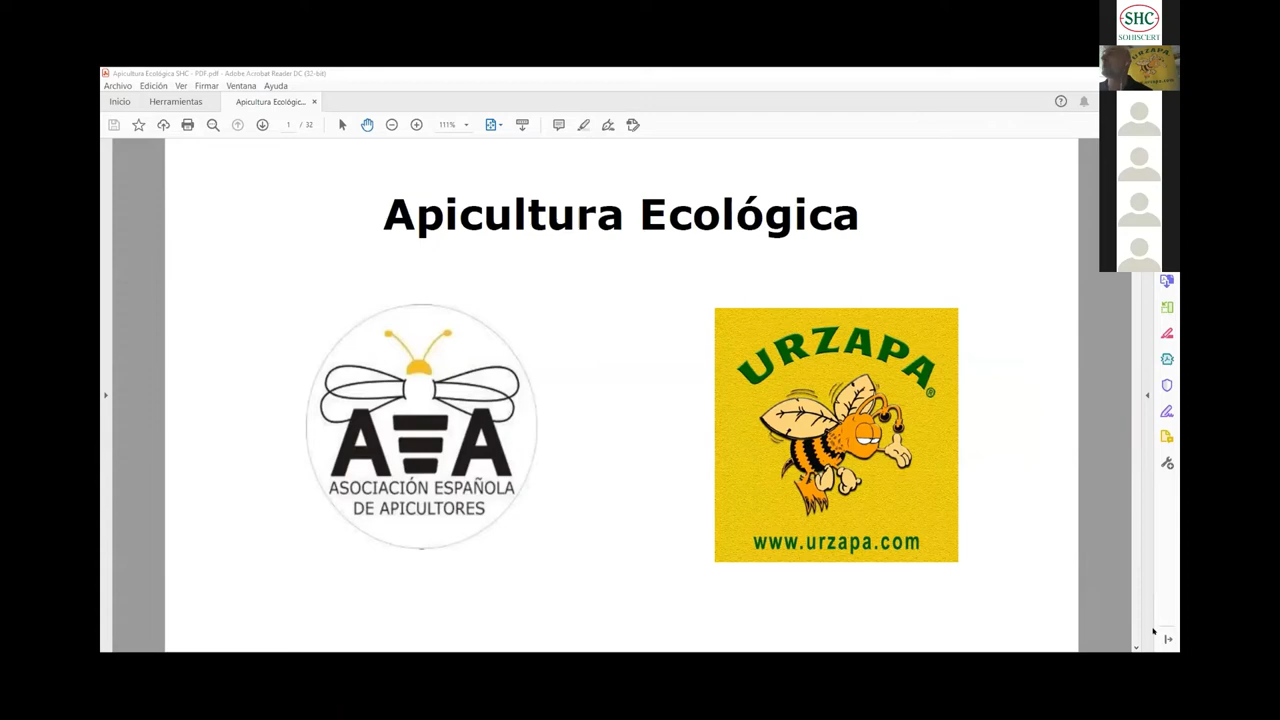 SHC
SOHISCERT
Apicultura Ecológica SHC - PDF.pdf - Adobe Acrobat Reader DC (32-bit)
Archivo Edición Ver Firmar Ventana Ayuda
Inicio Herramientas Apicultura Ecológic... ×
1 / 32 111%
Apicultura Ecológica
AEA
ASOCIACIÓN ESPAÑOLA
DE APICULTORES
URZAPA®
www.urzapa.com
URZAPA